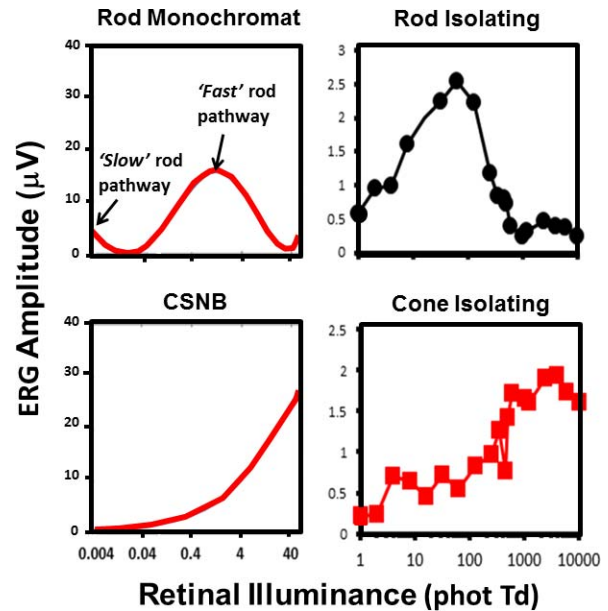 Rod Monochromat
Rod Isolating
ERG Amplitude (μV)
40
30
20
10
0
'Slow' rod
pathway
'Fast' rod
pathway
3
2.5
2
1.5
1
0.5
0
CSNB
Cone Isolating
40
30
20
10
0
0.004 0.04 0.4 4 40
2.5
2
1.5
1
0.5
0
1 10 100 1000 10000
Retinal Illuminance (phot Td)